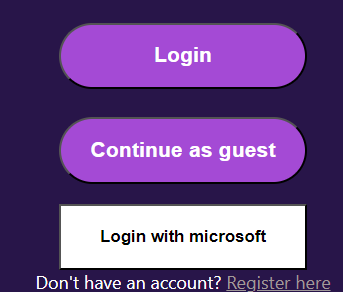 Login
Continue as guest
Login with microsoft
Don't have an account? Register here